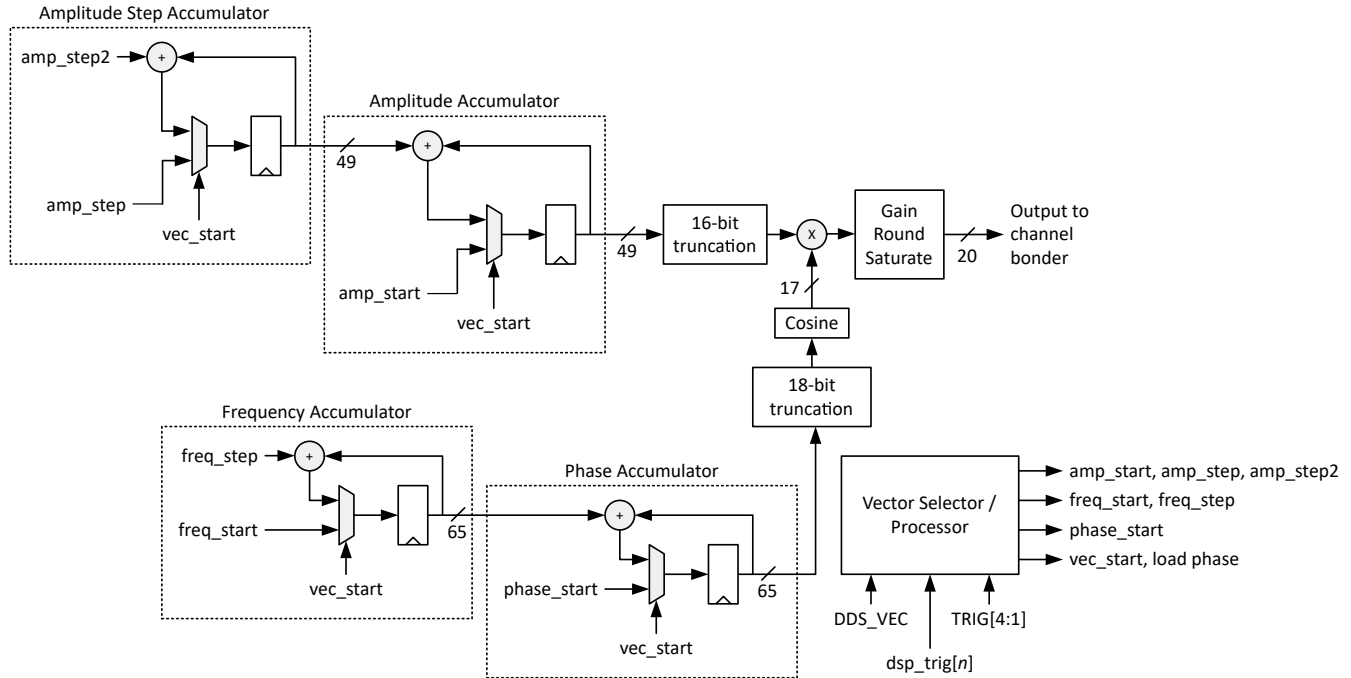 Amplitude Step Accumulator
amp_step2
+
amp_step
vec_start
49
Amplitude Accumulator
+
amp_start
vec_start
49
16-bit
truncation
X
Gain
Round
Saturate
20
Output to
channel
bonder
17
Cosine
18-bit
truncation
Frequency Accumulator
freq_step
+
freq_start
vec_start
65
Phase Accumulator
+
phase_start
vec_start
65
Vector Selector /
Processor
amp_start, amp_step, amp_step2
freq_start, freq_step
phase_start
vec_start, load phase
DDS_VEC
TRIG[4:1]
dsp_trig[n]